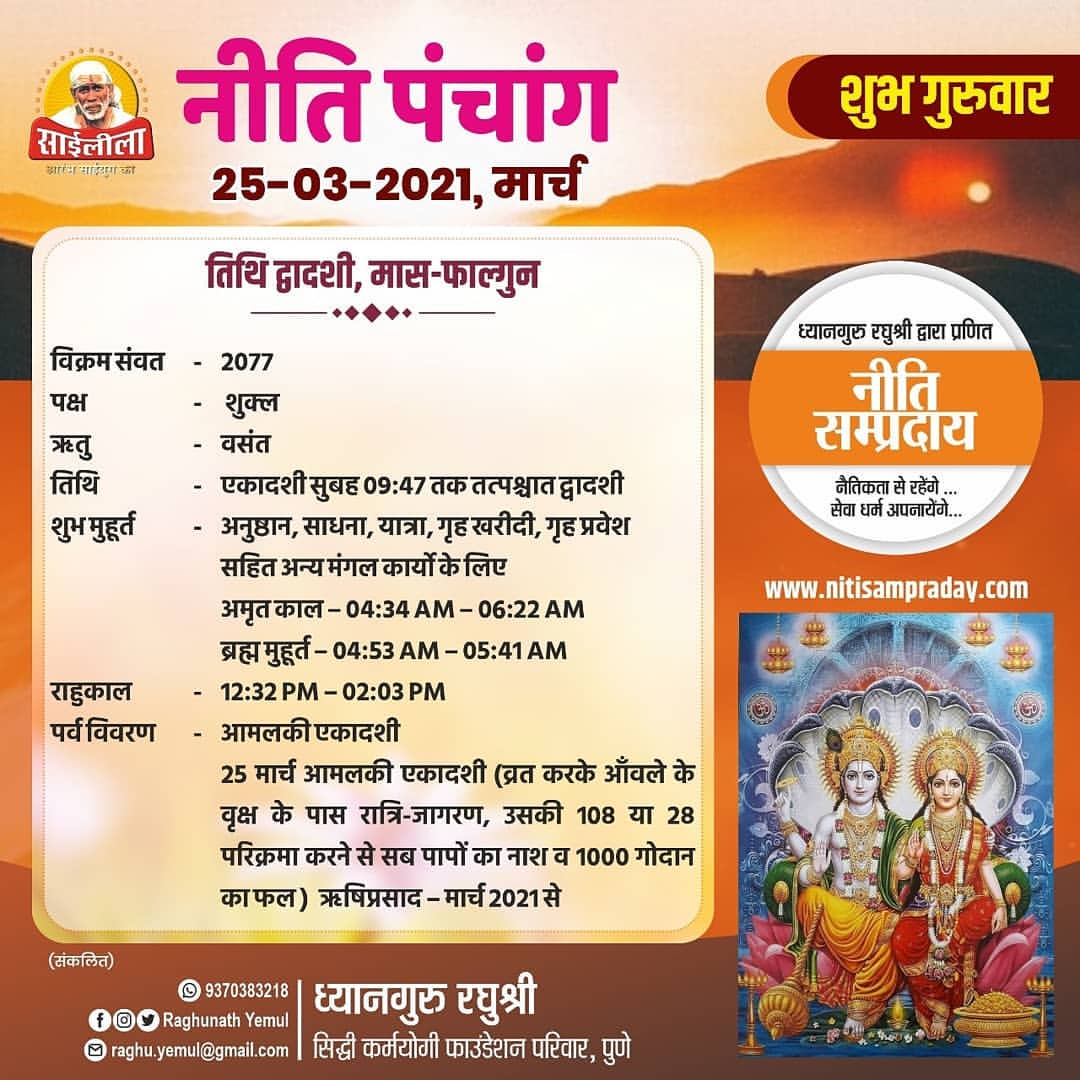 साईलीला
आरंभ साईयुग का
नीति पंचांग
25-03-2021, मार्च
शुभ गुरुवार
तिथि द्वादशी, मास-फाल्गुन
विक्रम संवत - 2077
पक्ष - शुक्ल
ऋतु - वसंत
तिथि - एकादशी सुबह 09:47 तक तत्पश्चात द्वादशी
शुभ मुहूर्त - अनुष्ठान, साधना, यात्रा, गृह खरीदी, गृह प्रवेश
सहित अन्य मंगल कार्यो के लिए
अमृत काल – 04:34 AM – 06:22 AM
ब्रह्म मुहूर्त – 04:53 AM – 05:41 AM
राहुकाल - 12:32 PM – 02:03 PM
पर्व विवरण - आमलकी एकादशी
25 मार्च आमलकी एकादशी (व्रत करके आँवले के
वृक्ष के पास रात्रि-जागरण, उसकी 108 या 28
परिक्रमा करने से सब पापों का नाश व 1000 गोदान
का फल ) ऋषिप्रसाद – मार्च 2021 से
ध्यानगुरु रघुश्री द्वारा प्रणित
नीति
सम्प्रदाय
नैतिकता से रहेंगे ...
सेवा धर्म अपनायेंगे...
www.nitisampraday.com
(संकलित)
9370383218
Raghunath Yemul
raghu.yemul@gmail.com
ध्यानगुरु रघुश्री
सिद्धी कर्मयोगी फाउंडेशन परिवार, पुणे